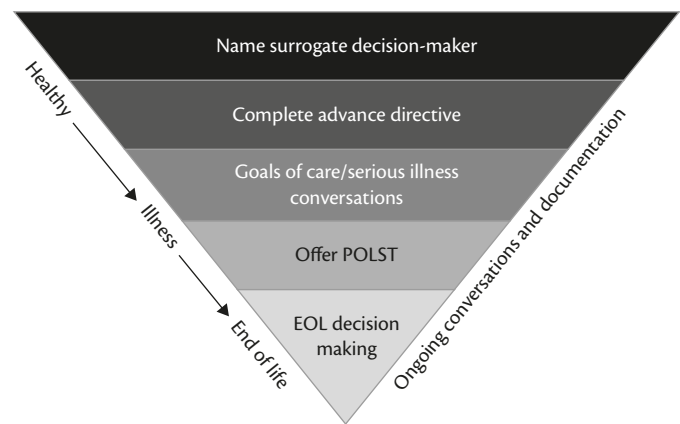 Name surrogate decision-maker
Complete advance directive
Goals of care/serious illness
conversations
Offer POLST
EOL decision
making
Healthy
Illness
End of life
Ongoing conversations and documentation